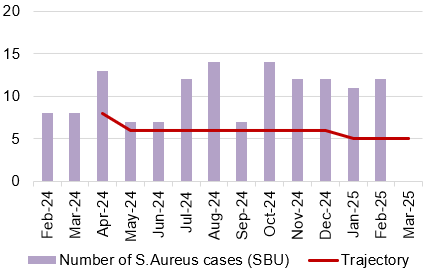 20
15
10
5
0
Feb-24
Mar-24
Apr-24
May-24
Jun-24
Jul-24
Aug-24
Sep-24
Oct-24
Nov-24
Dec-24
Jan-25
Feb-25
Mar-25
Number of S.Aureus cases (SBU)
Trajectory